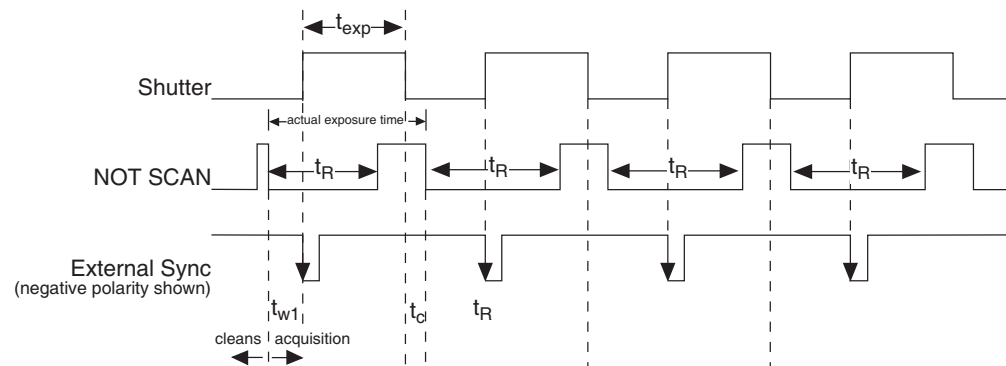 t_exp
Shutter
actual exposure time
NOT SCAN
t_R t_R t_R t_R
External Sync
(negative polarity shown)
t_w1 t_c t_R
cleans acquisition